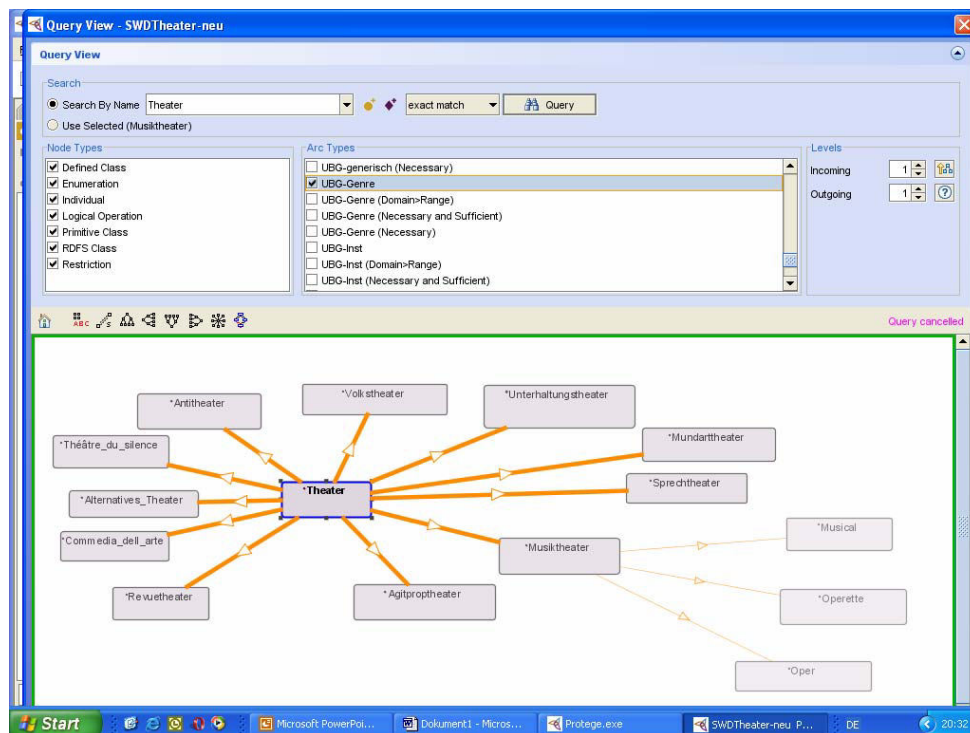 Query View - SWDTheater-neu
Query View
Search
Search By Name Theater exact match Query
Use Selected (Musiktheater)
Node Types
Defined Class
Enumeration
Individual
Logical Operation
Primitive Class
RDFS Class
Restriction
Arc Types
UBG-generisch (Necessary)
UBG-Genre
UBG-Genre (Domain>Range)
UBG-Genre (Necessary and Sufficient)
UBG-Genre (Necessary)
UBG-Inst
UBG-Inst (Domain>Range)
UBG-Inst (Necessary and Sufficient)
Levels
Incoming 1
Outgoing 1
ABC S
Query cancelled
*Antitheater
*Volkstheater
*Unterhaltungstheater
*Théâtre_du_silence
*Mundarttheater
*Theater
*Sprechtheater
*Alternatives_Theater
*Commedia_dell_arte
*Musiktheater
*Musical
*Revuetheater
*Agitproptheater
*Operette
*Oper
Start
Microsoft PowerPoi...
Dokument1 - Micros...
Protege.exe
SWDTheater-neu P...
DE
20:32